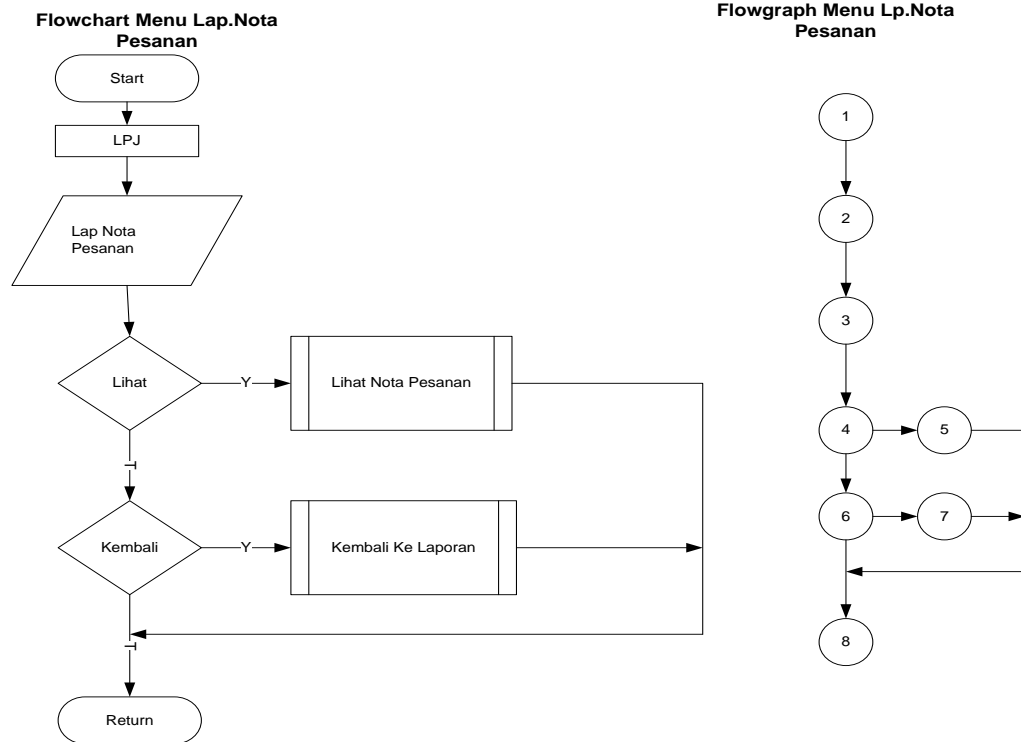 Flowchart Menu Lap.Nota
Pesanan
Start
LPJ
Lap Nota
Pesanan
Lihat
Y
Lihat Nota Pesanan
T
Kembali
Y
Kembali Ke Laporan
T
Return
Flowgraph Menu Lp.Nota
Pesanan
1
2
3
4
5
6
7
8